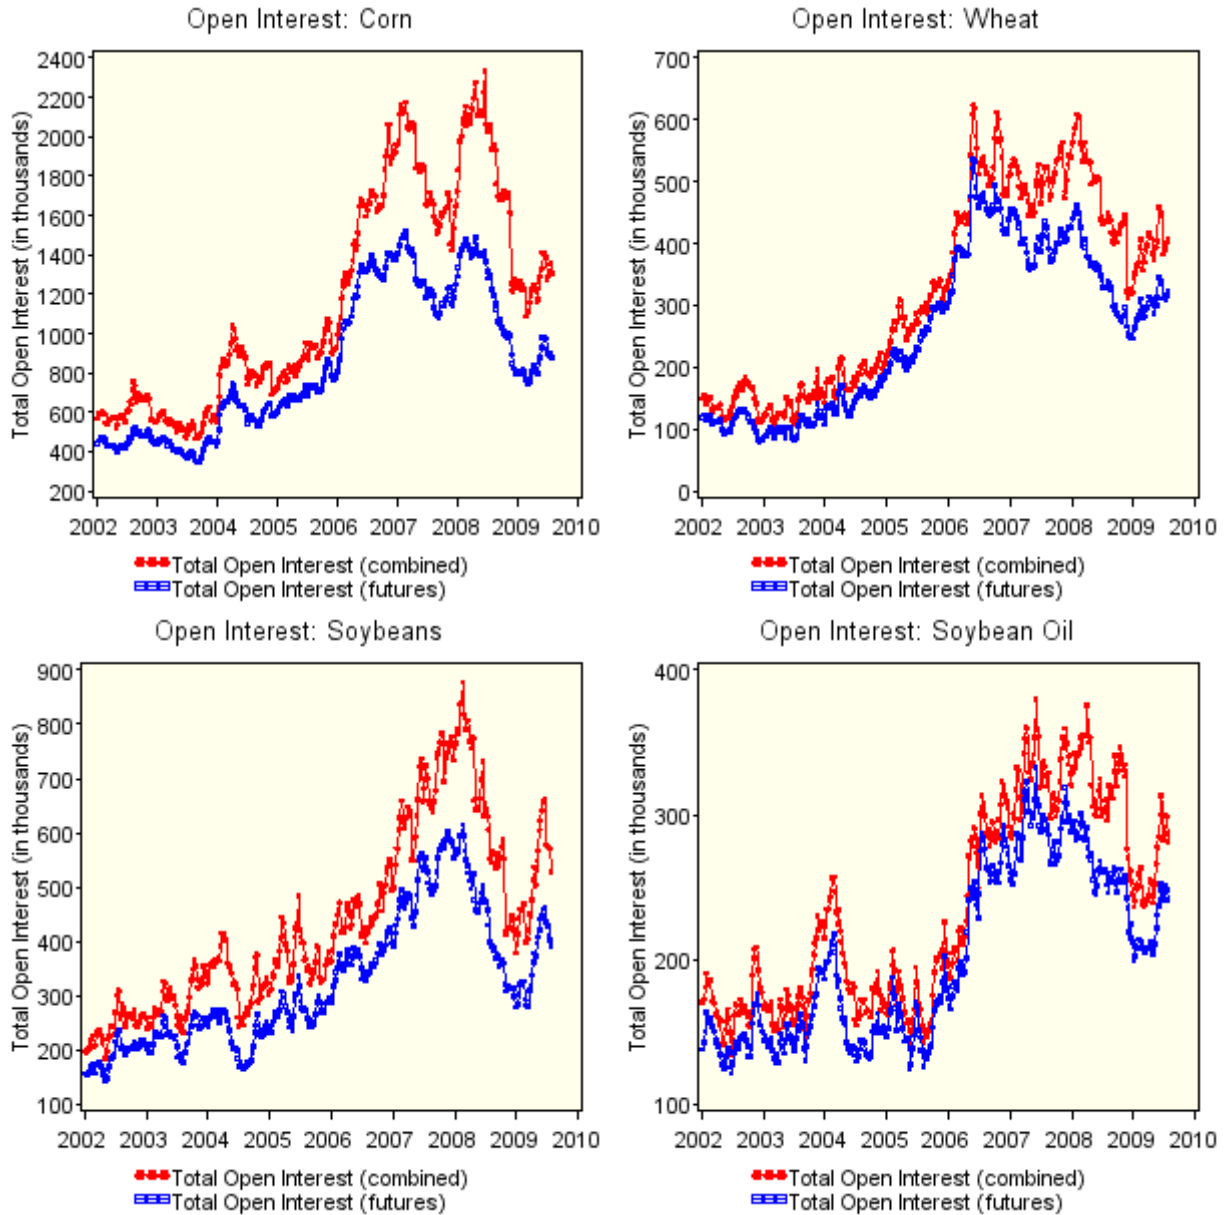 Open Interest: Corn
Total Open Interest (in thousands)
2400
2200
2000
1800
1600
1400
1200
1000
800
600
400
200
2002 2003 2004 2005 2006 2007 2008 2009 2010
Total Open Interest (combined)
Total Open Interest (futures)
Open Interest: Wheat
Total Open Interest (in thousands)
700
600
500
400
300
200
100
0
2002 2003 2004 2005 2006 2007 2008 2009 2010
Total Open Interest (combined)
Total Open Interest (futures)
Open Interest: Soybeans
Total Open Interest (in thousands)
900
800
700
600
500
400
300
200
100
2002 2003 2004 2005 2006 2007 2008 2009 2010
Total Open Interest (combined)
Total Open Interest (futures)
Open Interest: Soybean Oil
Total Open Interest (in thousands)
400
300
200
100
2002 2003 2004 2005 2006 2007 2008 2009 2010
Total Open Interest (combined)
Total Open Interest (futures)